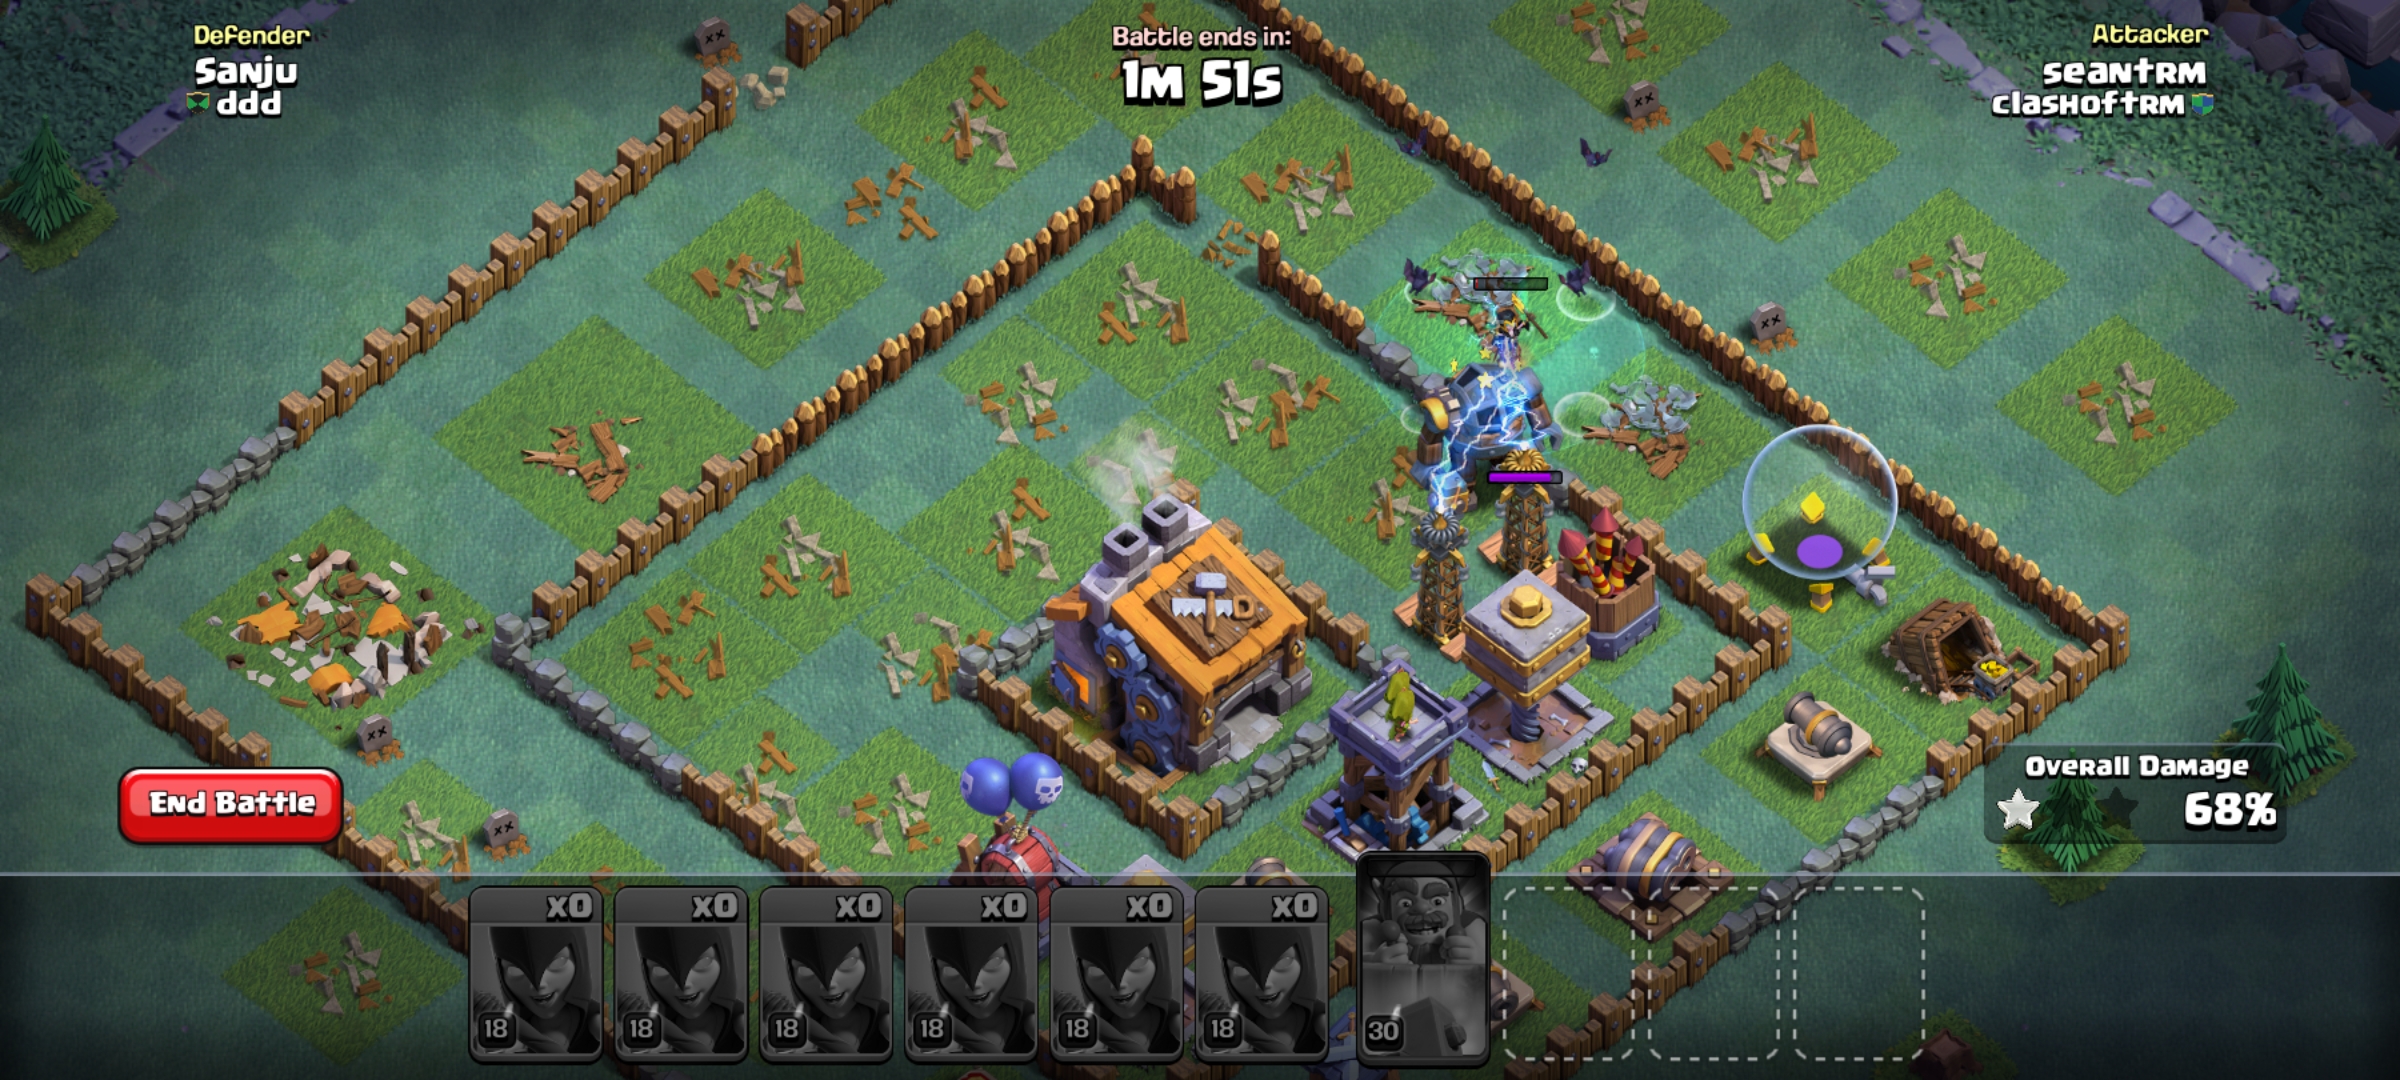 Defender
Sanju
ddd
Battle ends in:
1M 51s
Attacker
seantRM
clashoftRM
End Battle
Overall Damage
68%
x0
x0
x0
x0
x0
x0
18
18
18
18
18
18
30